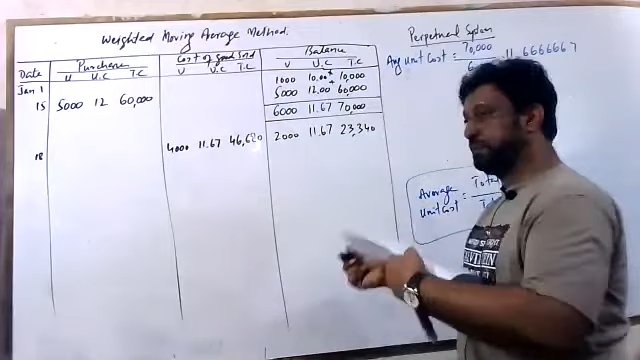 Weighted Moving Average Method.
Perpetual System
Avg Unit Cost = 70,000 = 11.6666667
6
Date Purchases Cost of good Sold Balance
U U.C T.C U U.C T.C U U.C T.C
Jan 1 1000 10.00 10,000
15 5000 12 60,000 5000 12.00 60,000
6000 11.67 70,000
18 4000 11.67 46,680 2000 11.67 23,340
Average Unit Cost =